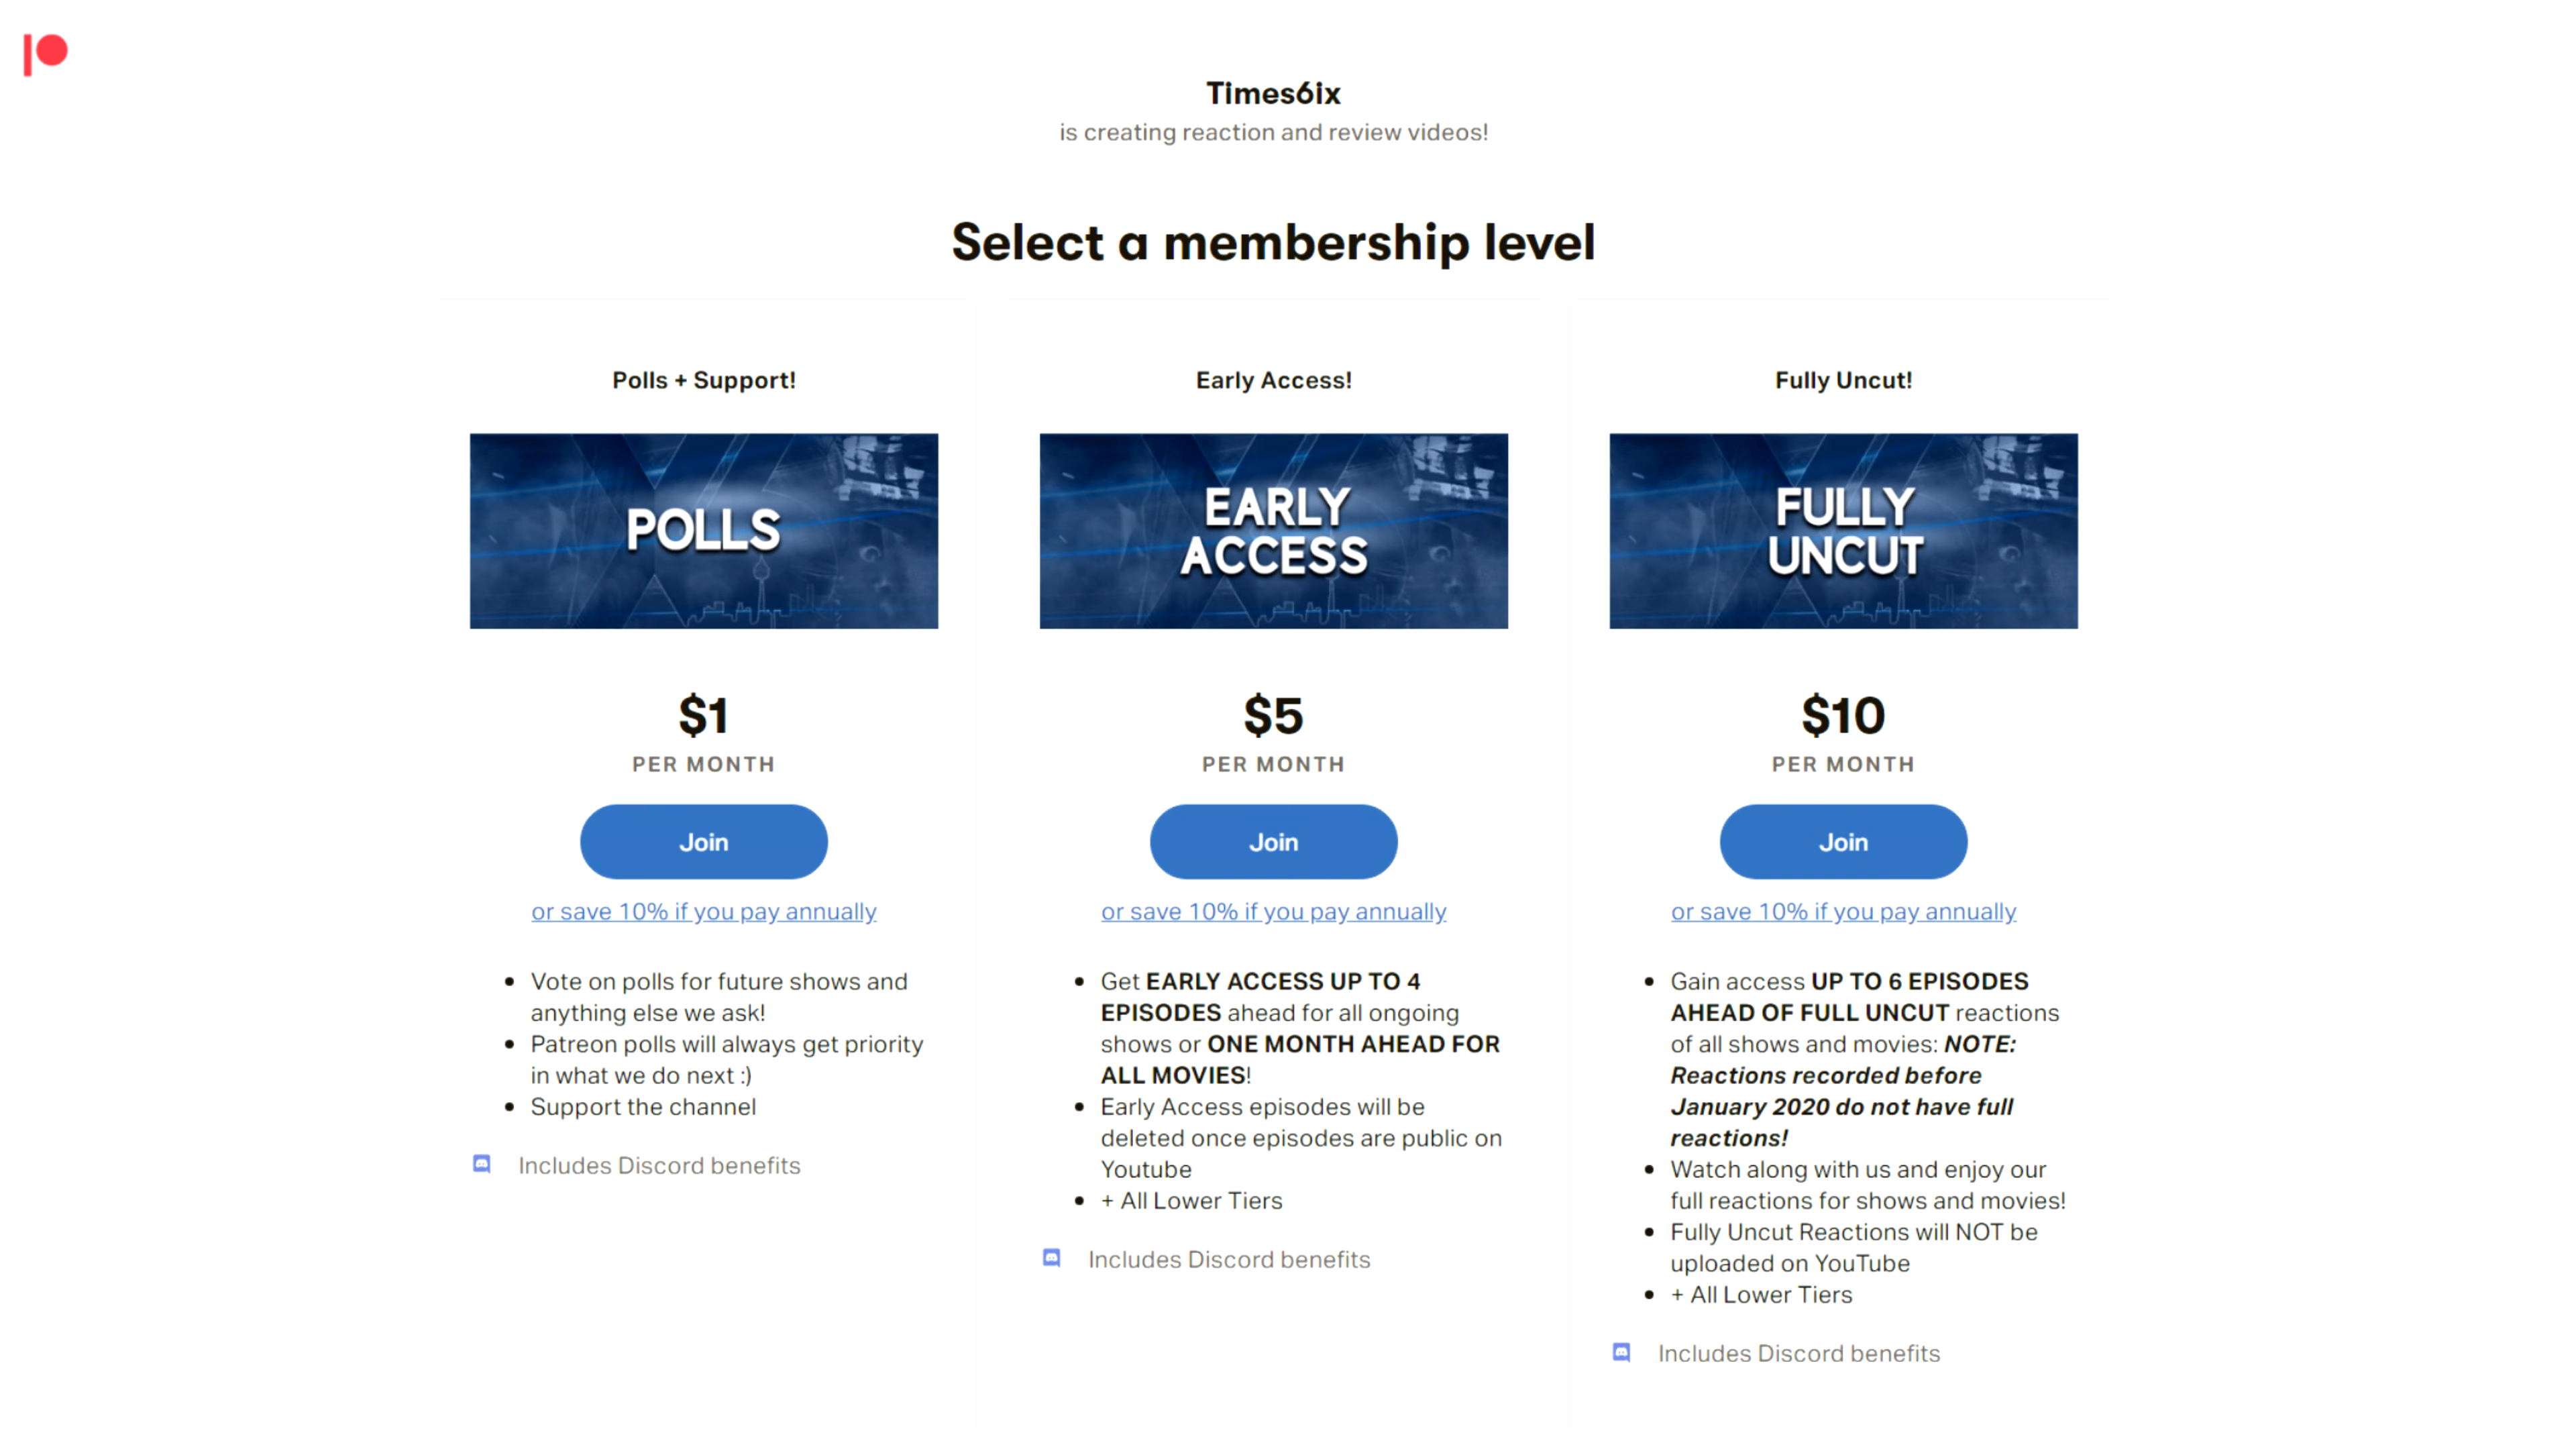 Times6ix
is creating reaction and review videos!
Select a membership level
Polls + Support!
POLLS
$1
PER MONTH
Join
or save 10% if you pay annually
• Vote on polls for future shows and
anything else we ask!
• Patreon polls will always get priority
in what we do next :)
• Support the channel
Includes Discord benefits
Early Access!
EARLY
ACCESS
$5
PER MONTH
Join
or save 10% if you pay annually
• Get EARLY ACCESS UP TO 4
EPISODES ahead for all ongoing
shows or ONE MONTH AHEAD FOR
ALL MOVIES!
• Early Access episodes will be
deleted once episodes are public on
Youtube
• + All Lower Tiers
Includes Discord benefits
Fully Uncut!
FULLY
UNCUT
$10
PER MONTH
Join
or save 10% if you pay annually
• Gain access UP TO 6 EPISODES
AHEAD OF FULL UNCUT reactions
of all shows and movies: NOTE:
Reactions recorded before
January 2020 do not have full
reactions!
• Watch along with us and enjoy our
full reactions for shows and movies!
• Fully Uncut Reactions will NOT be
uploaded on YouTube
• + All Lower Tiers
Includes Discord benefits